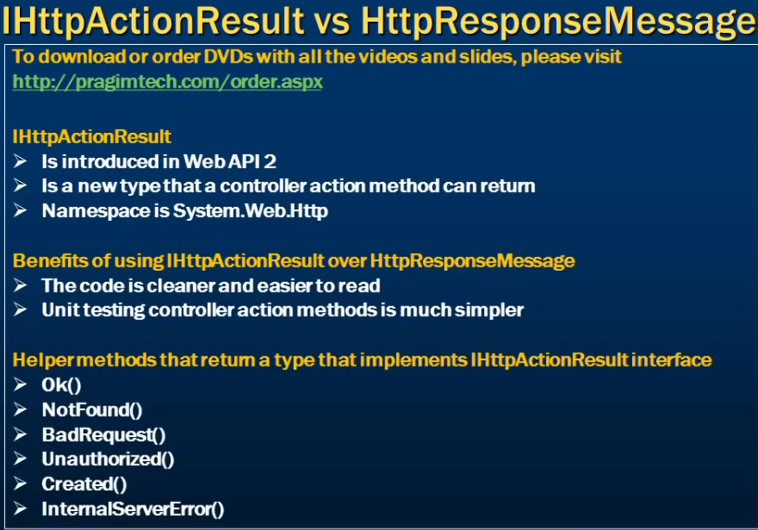 IHttpActionResult vs HttpResponseMessage
To download or order DVDs with all the videos and slides, please visit
http://pragimtech.com/order.aspx
IHttpActionResult
➢ Is introduced in Web API 2
➢ Is a new type that a controller action method can return
➢ Namespace is System.Web.Http
Benefits of using IHttpActionResult over HttpResponseMessage
➢ The code is cleaner and easier to read
➢ Unit testing controller action methods is much simpler
Helper methods that return a type that implements IHttpActionResult interface
➢ Ok()
➢ NotFound()
➢ BadRequest()
➢ Unauthorized()
➢ Created()
➢ InternalServerError()